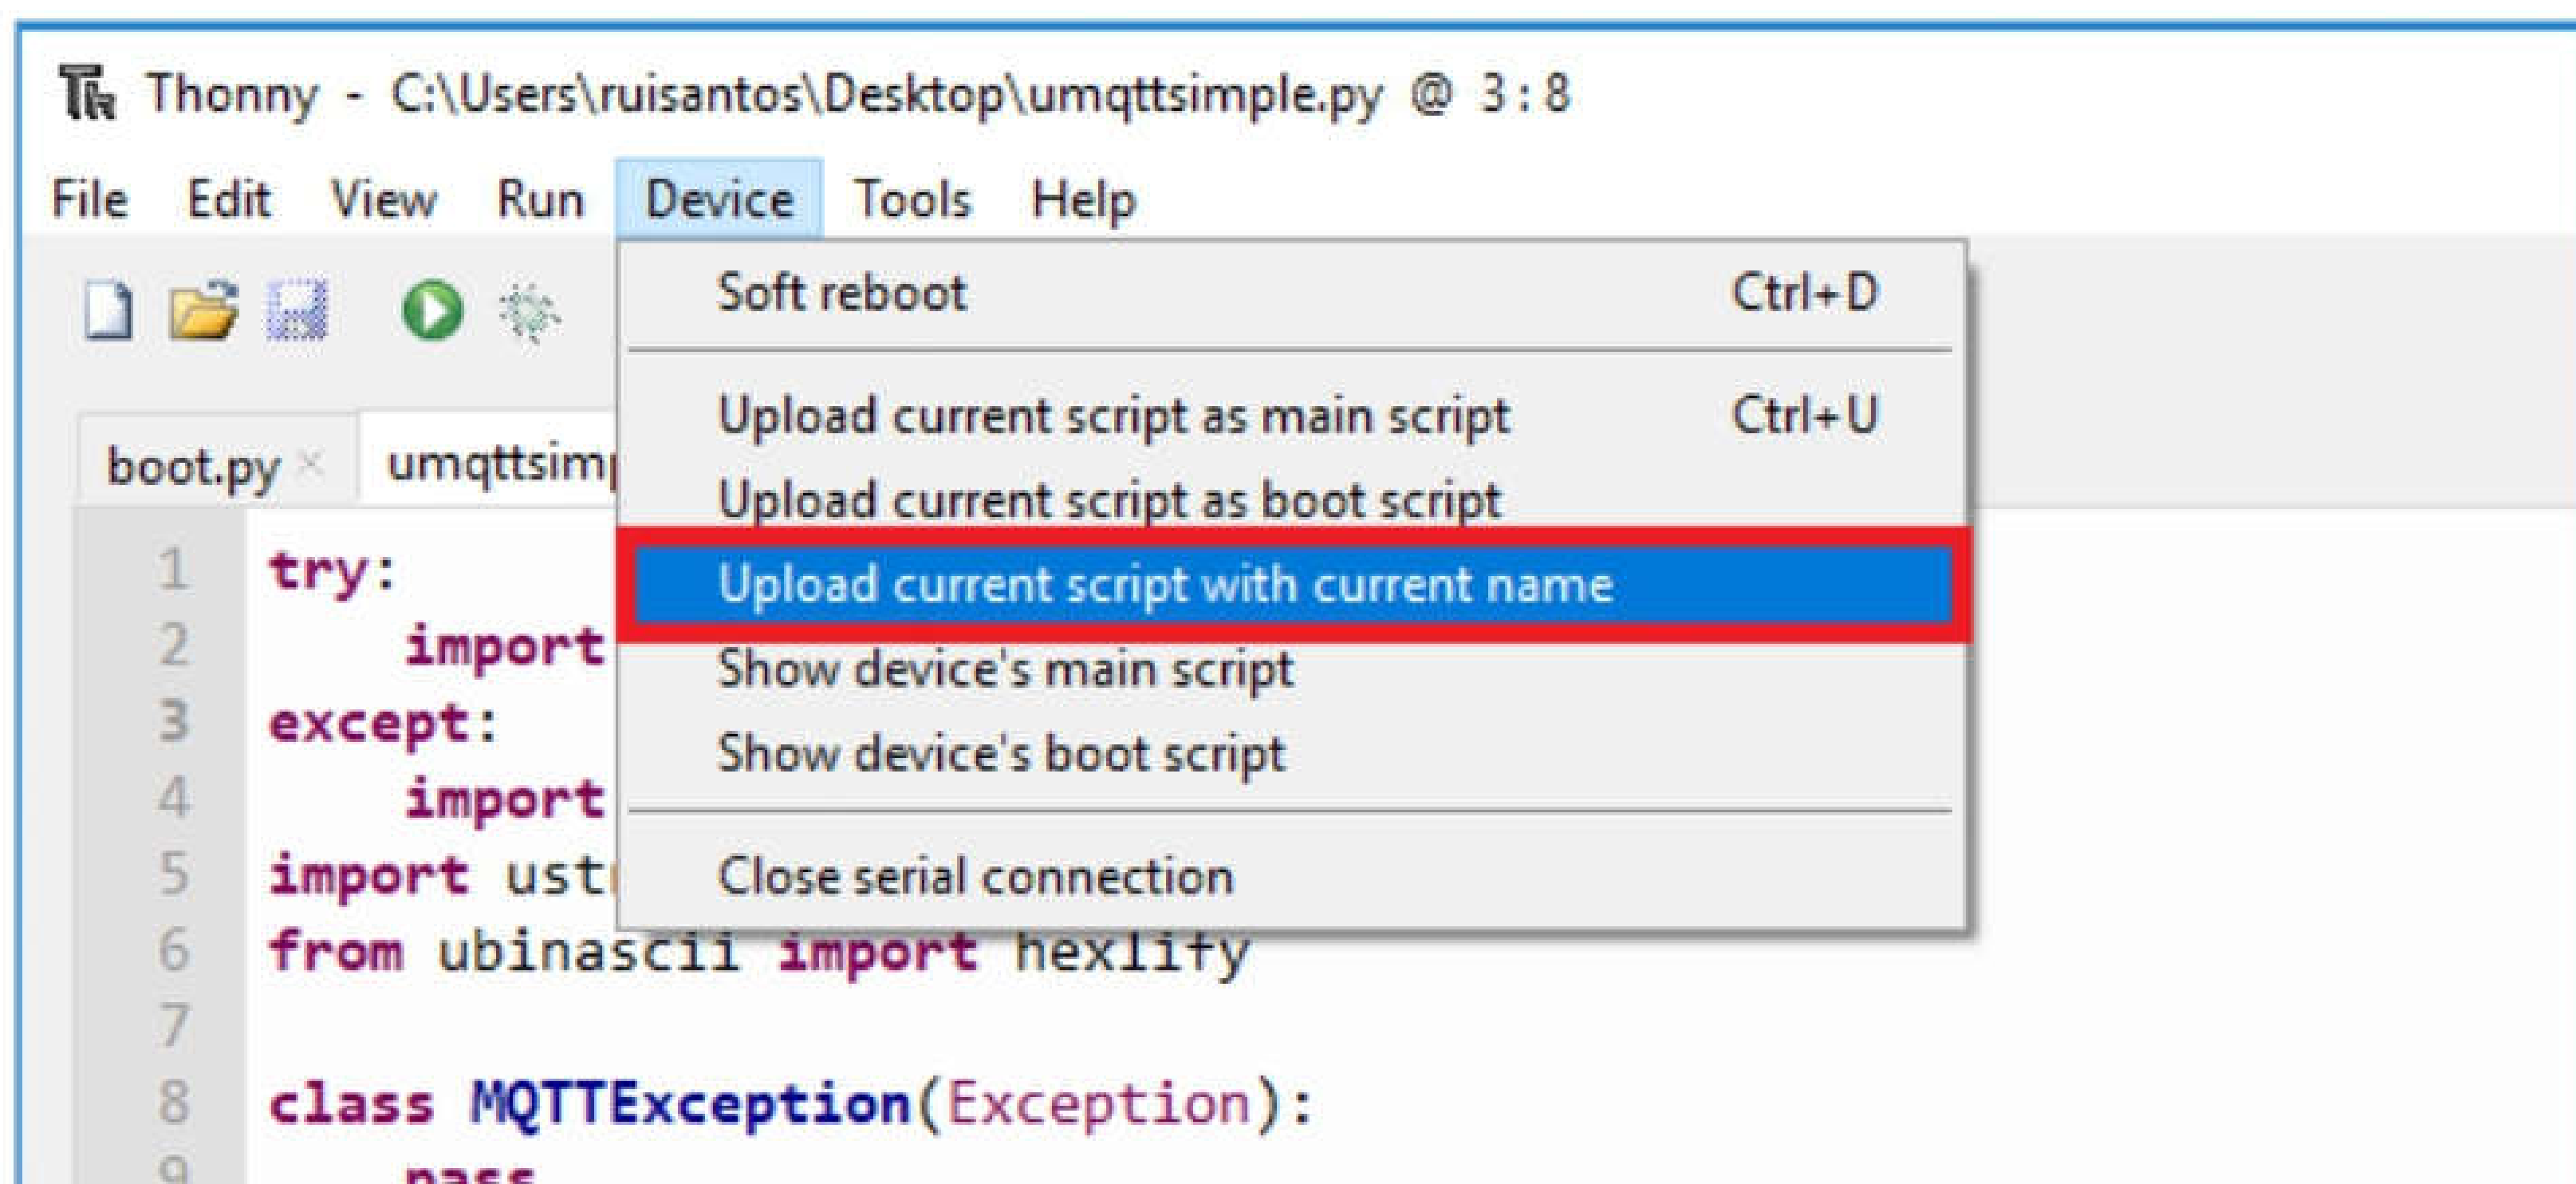 Thonny - C:\Users\ruisantos\Desktop\umqttsimple.py @ 3:8
File Edit View Run Device Tools Help
Soft reboot Ctrl+D
Upload current script as main script Ctrl+U
Upload current script as boot script
Upload current script with current name
Show device's main script
Show device's boot script
Close serial connection
boot.py × umqttsimp
1 try:
2 import
3 except:
4 import
5 import ust
6 from ubinascii import hexlify
7
8 class MQTTException(Exception):
9 pass